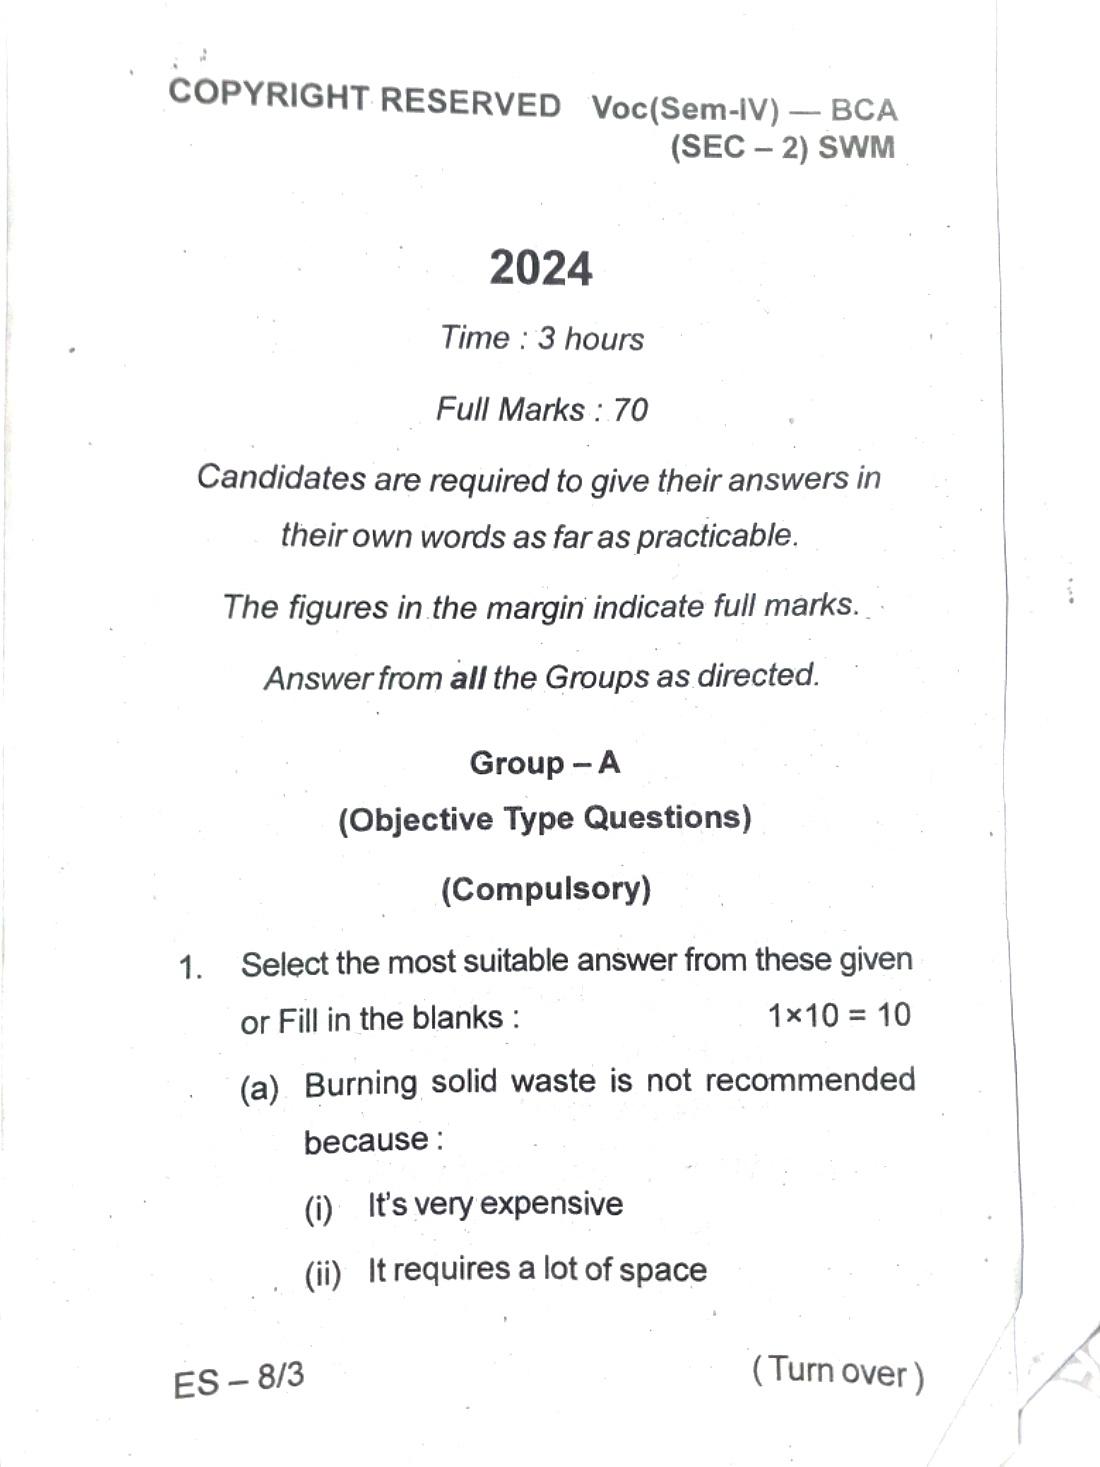 COPYRIGHT RESERVED Voc(Sem-IV) — BCA
(SEC – 2) SWM
2024
Time : 3 hours
Full Marks : 70
Candidates are required to give their answers in
their own words as far as practicable.
The figures in the margin indicate full marks.
Answer from all the Groups as directed.
Group – A
(Objective Type Questions)
(Compulsory)
1. Select the most suitable answer from these given
or Fill in the blanks : 1×10 = 10
(a) Burning solid waste is not recommended
because :
(i) It's very expensive
(ii) It requires a lot of space
ES – 8/3 (Turn over)